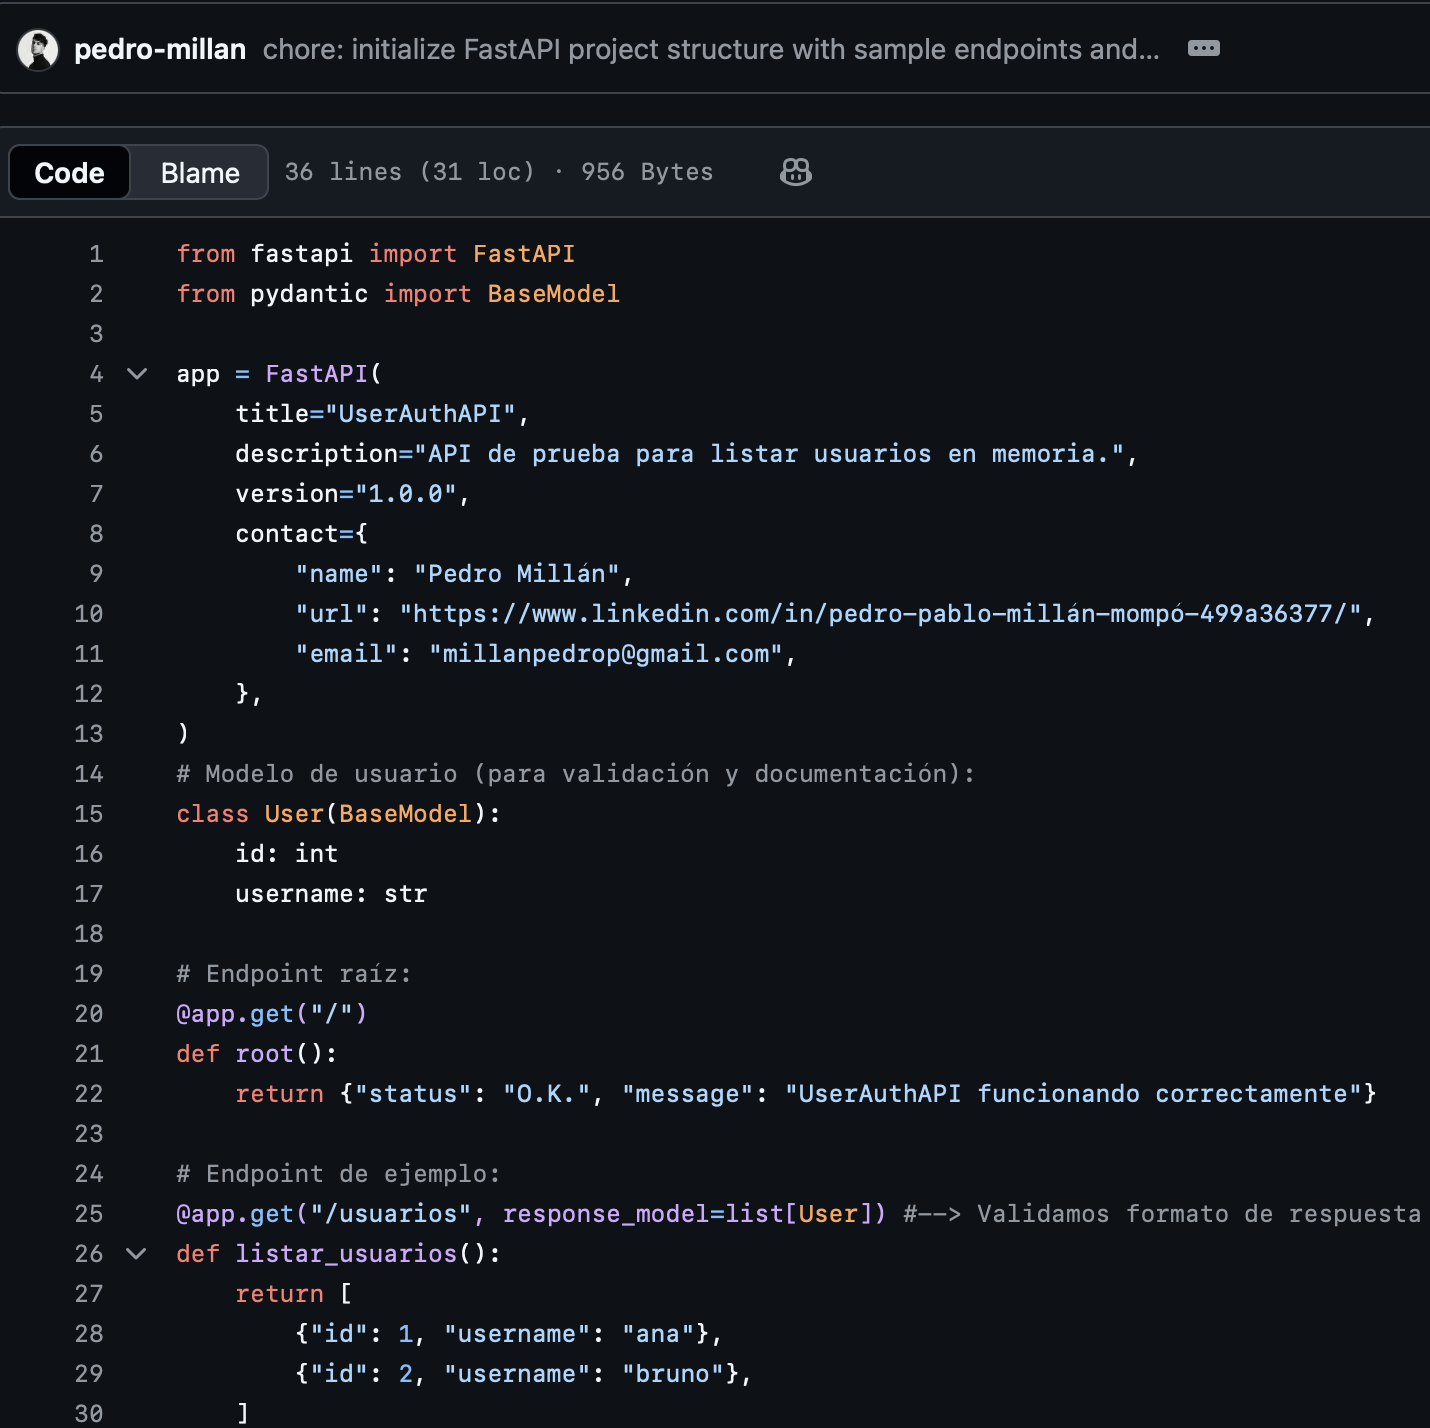 pedro-millan chore: initialize FastAPI project structure with sample endpoints and...
Code Blame 36 lines (31 loc) · 956 Bytes
1 from fastapi import FastAPI
2 from pydantic import BaseModel
3
4 app = FastAPI(
5     title="UserAuthAPI",
6     description="API de prueba para listar usuarios en memoria.",
7     version="1.0.0",
8     contact={
9         "name": "Pedro Millán",
10         "url": "https://www.linkedin.com/in/pedro-pablo-millán-mompó-499a36377/",
11         "email": "millanpedrop@gmail.com",
12     },
13 )
14 # Modelo de usuario (para validación y documentación):
15 class User(BaseModel):
16     id: int
17     username: str
18
19 # Endpoint raíz:
20 @app.get("/")
21 def root():
22     return {"status": "O.K.", "message": "UserAuthAPI funcionando correctamente"}
23
24 # Endpoint de ejemplo:
25 @app.get("/usuarios", response_model=list[User]) #--> Validamos formato de respuesta
26 def listar_usuarios():
27     return [
28         {"id": 1, "username": "ana"},
29         {"id": 2, "username": "bruno"},
30     ]